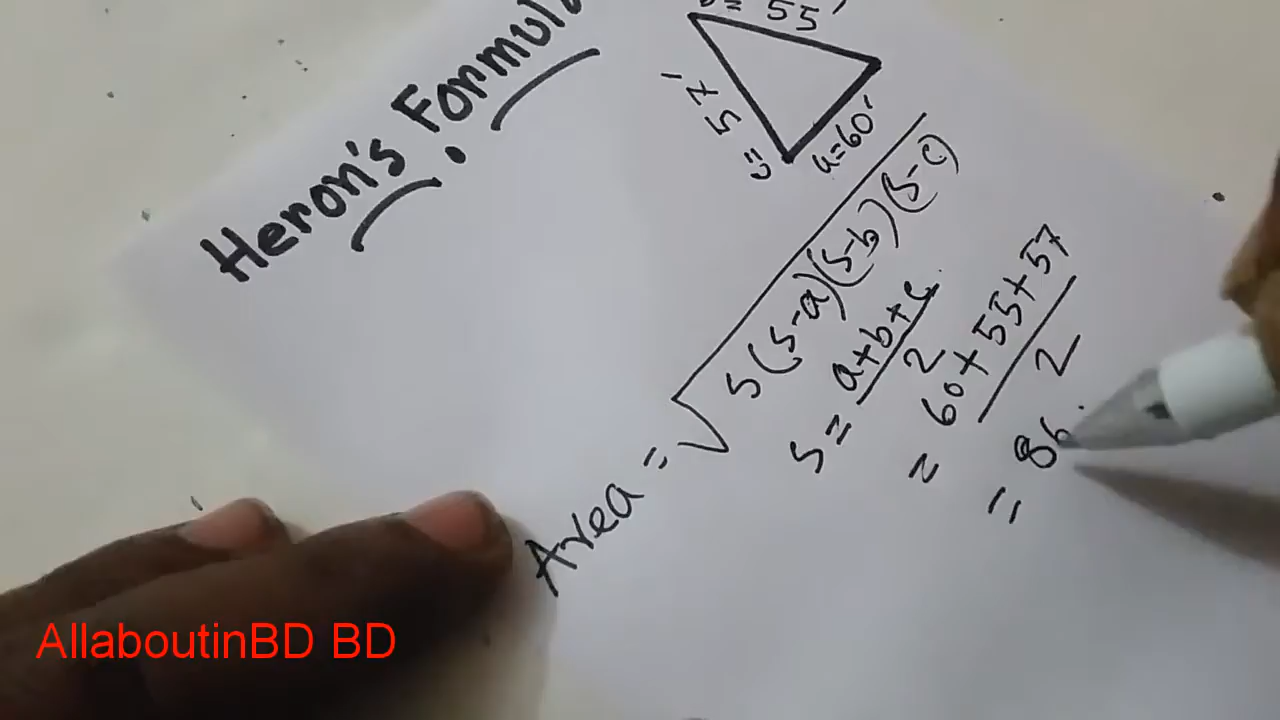 Heron's Formula
b= 55'
c= 57'
a=60'
Area = √s(s-a)(s-b)(s-c)
s = a+b+c
2
= 60+55+57
2
= 86.
AllaboutinBD BD